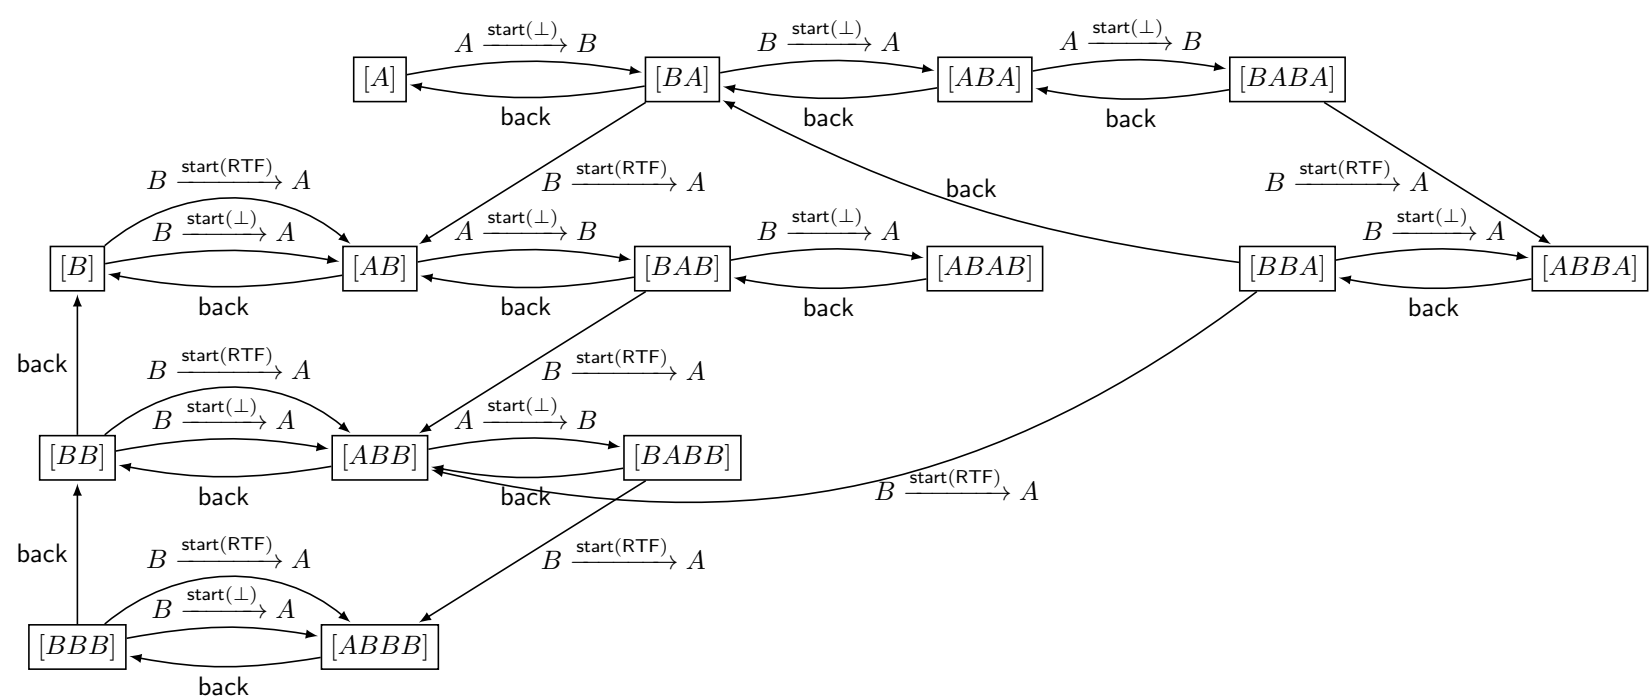 A start(⊥)⟶ B
B start(⊥)⟶ A
A start(⊥)⟶ B
[A]
[BA]
[ABA]
[BABA]
back
back
back
B start(RTF)⟶ A
B start(RTF)⟶ A
B start(RTF)⟶ A
back
B start(⊥)⟶ A
A start(⊥)⟶ B
B start(⊥)⟶ A
B start(⊥)⟶ A
[B]
[AB]
[BAB]
[ABAB]
[BBA]
[ABBA]
back
back
back
back
back
B start(RTF)⟶ A
B start(RTF)⟶ A
B start(⊥)⟶ A
A start(⊥)⟶ B
[BB]
[ABB]
[BABB]
back
back
B start(RTF)⟶ A
back
B start(RTF)⟶ A
B start(RTF)⟶ A
B start(⊥)⟶ A
[BBB]
[ABBB]
back